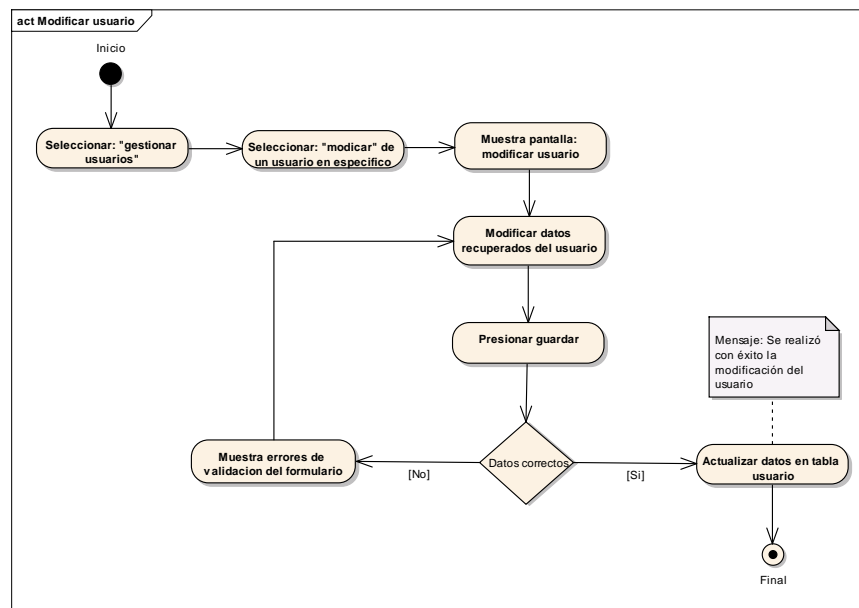 act Modificar usuario
Inicio
Seleccionar: "gestionar
usuarios"
Seleccionar: "modicar" de
un usuario en especifico
Muestra pantalla:
modificar usuario
Modificar datos
recuperados del usuario
Presionar guardar
Mensaje: Se realizó
con éxito la
modificación del
usuario
Muestra errores de
validacion del formulario
[No]
Datos correctos
[Si]
Actualizar datos en tabla
usuario
Final